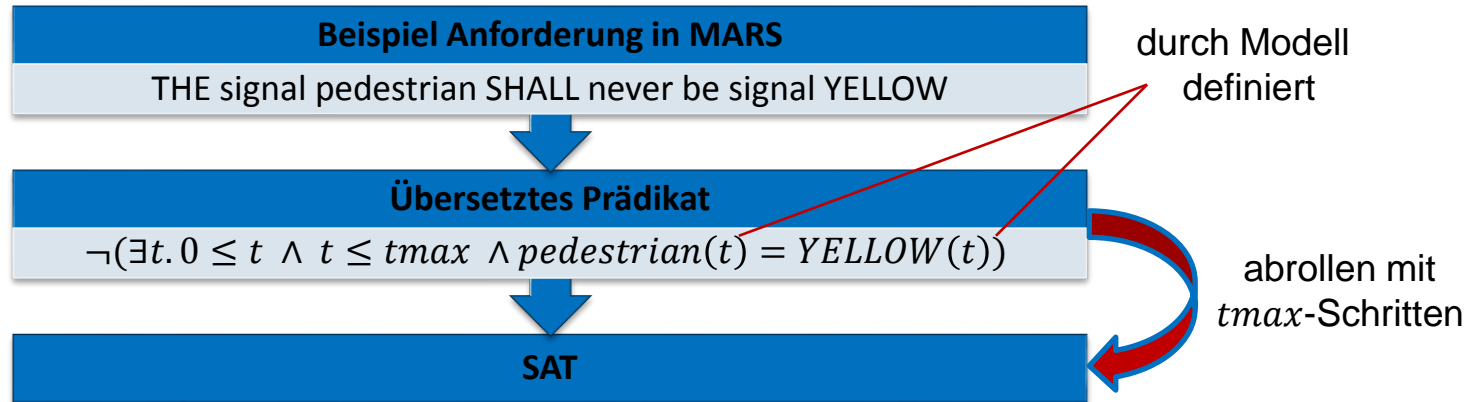 Beispiel Anforderung in MARS
THE signal pedestrian SHALL never be signal YELLOW
durch Modell
definiert
Übersetztes Prädikat
¬(∃t. 0 ≤ t ∧ t ≤ tmax ∧ pedestrian(t) = YELLOW(t))
abrollen mit
tmax-Schritten
SAT